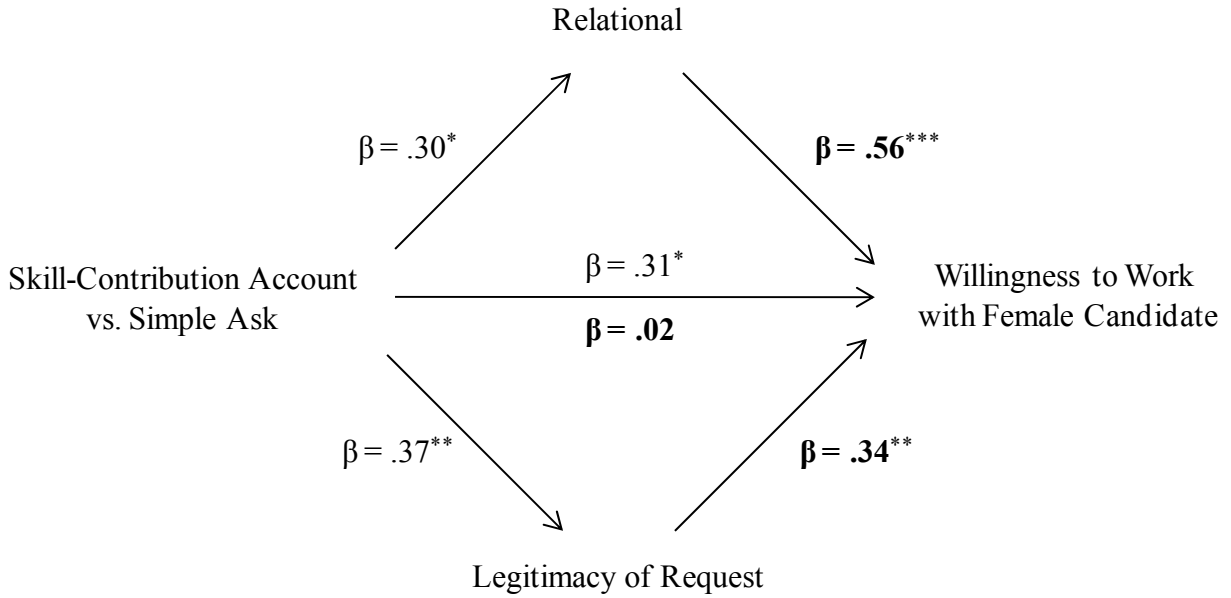 Relational
β = .30*
β = .56***
Skill-Contribution Account
vs. Simple Ask
β = .31*
β = .02
Willingness to Work
with Female Candidate
β = .37**
β = .34**
Legitimacy of Request